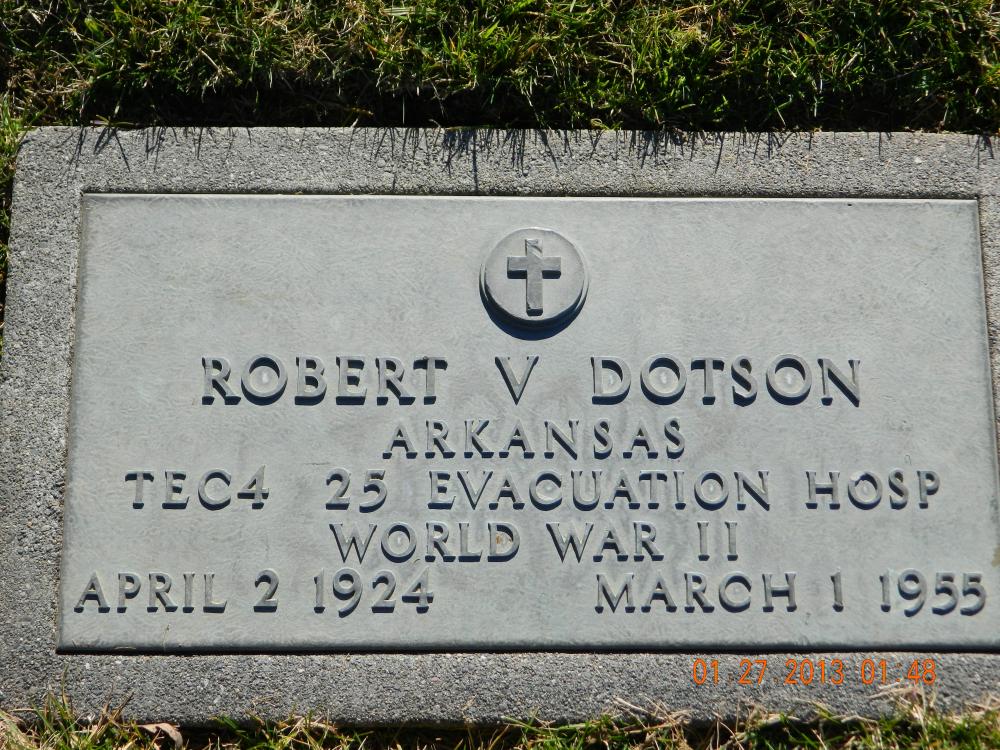 ROBERT V DOTSON
ARKANSAS
TEC4 25 EVACUATION HOSP
WORLD WAR II
APRIL 2 1924 MARCH 1 1955
01 27 2013 01 48